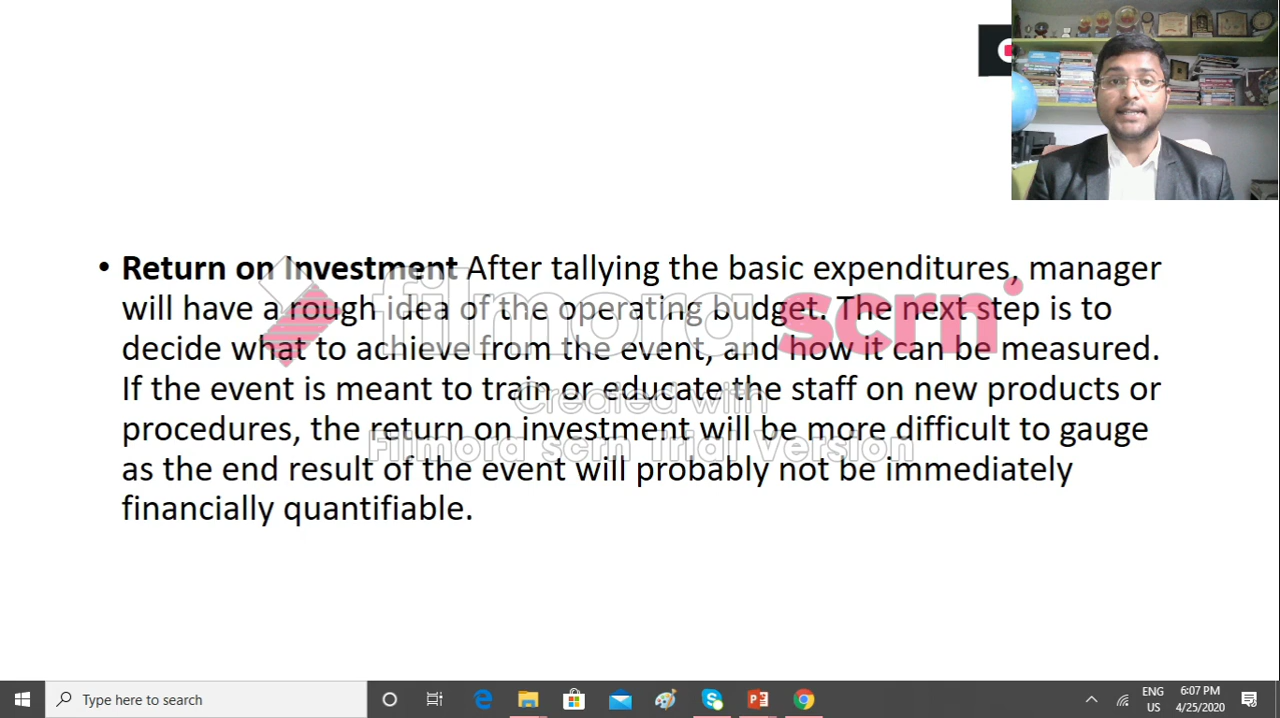 • Return on Investment After tallying the basic expenditures, manager
will have a rough idea of the operating budget. The next step is to
decide what to achieve from the event, and how it can be measured.
If the event is meant to train or educate the staff on new products or
procedures, the return on investment will be more difficult to gauge
as the end result of the event will probably not be immediately
financially quantifiable.
filmora scrn
Created with
Filmora scrn Trial Version
Type here to search
ENG
US
6:07 PM
4/25/2020